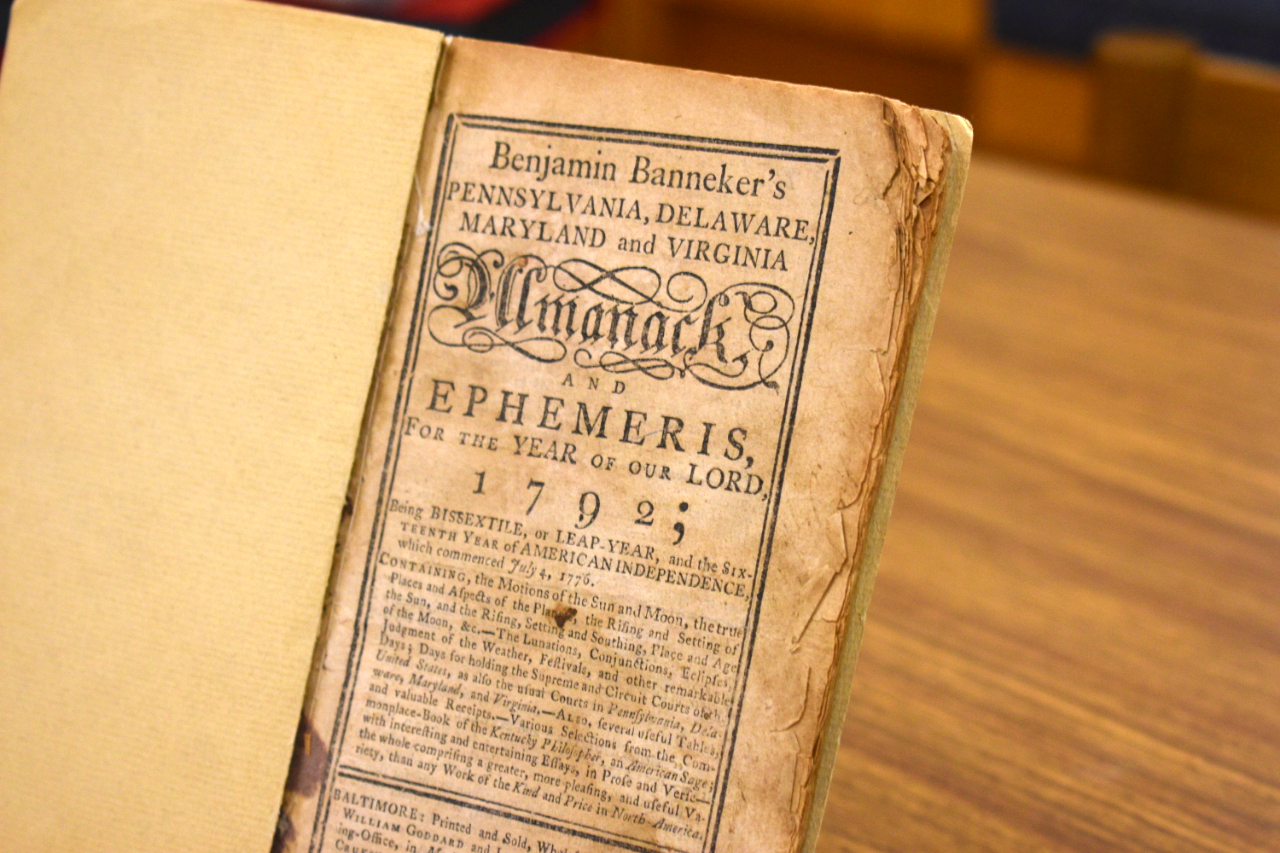 Benjamin Banneker's
PENNSYLVANIA, DELAWARE,
MARYLAND and VIRGINIA
Almanack,
AND
EPHEMERIS,
FOR THE YEAR OF OUR LORD,
1792;
Being BISSEXTILE, or LEAP-YEAR, and the SIX-
TEENTH YEAR of AMERICAN INDEPENDENCE,
which commenced July 4, 1776.
CONTAINING, the Motions of the Sun and Moon, the true
Places and Aſpects of the the Riſing and Setting of
the Sun, and the Riſing, Setting and Southing, Place and Age
of the Moon, &c.—The Lunations, Conjunctions, Eclipſes,
Judgment of the Weather, Feſtivals, and other remarkable
Days; Days for holding the Supreme and Circuit Courts of the
United States, as alſo the uſual Courts in Pennſylvania, Dela-
ware, Maryland, and Virginia.—ALSO, ſeveral uſeful Tables,
and valuable Receipts.—Various Selections from the Com-
monplace-Book of the Kentucky Philoſopher, an American Sage;
with intereſting and entertaining Eſſays, in Proſe and Verſe—
the whole compriſing a greater, more pleaſing, and uſeful Va-
riety, than any Work of the Kind and Price in North-America.
BALTIMORE: Printed and Sold,
WILLIAM GODDARD and
ing-Office, in